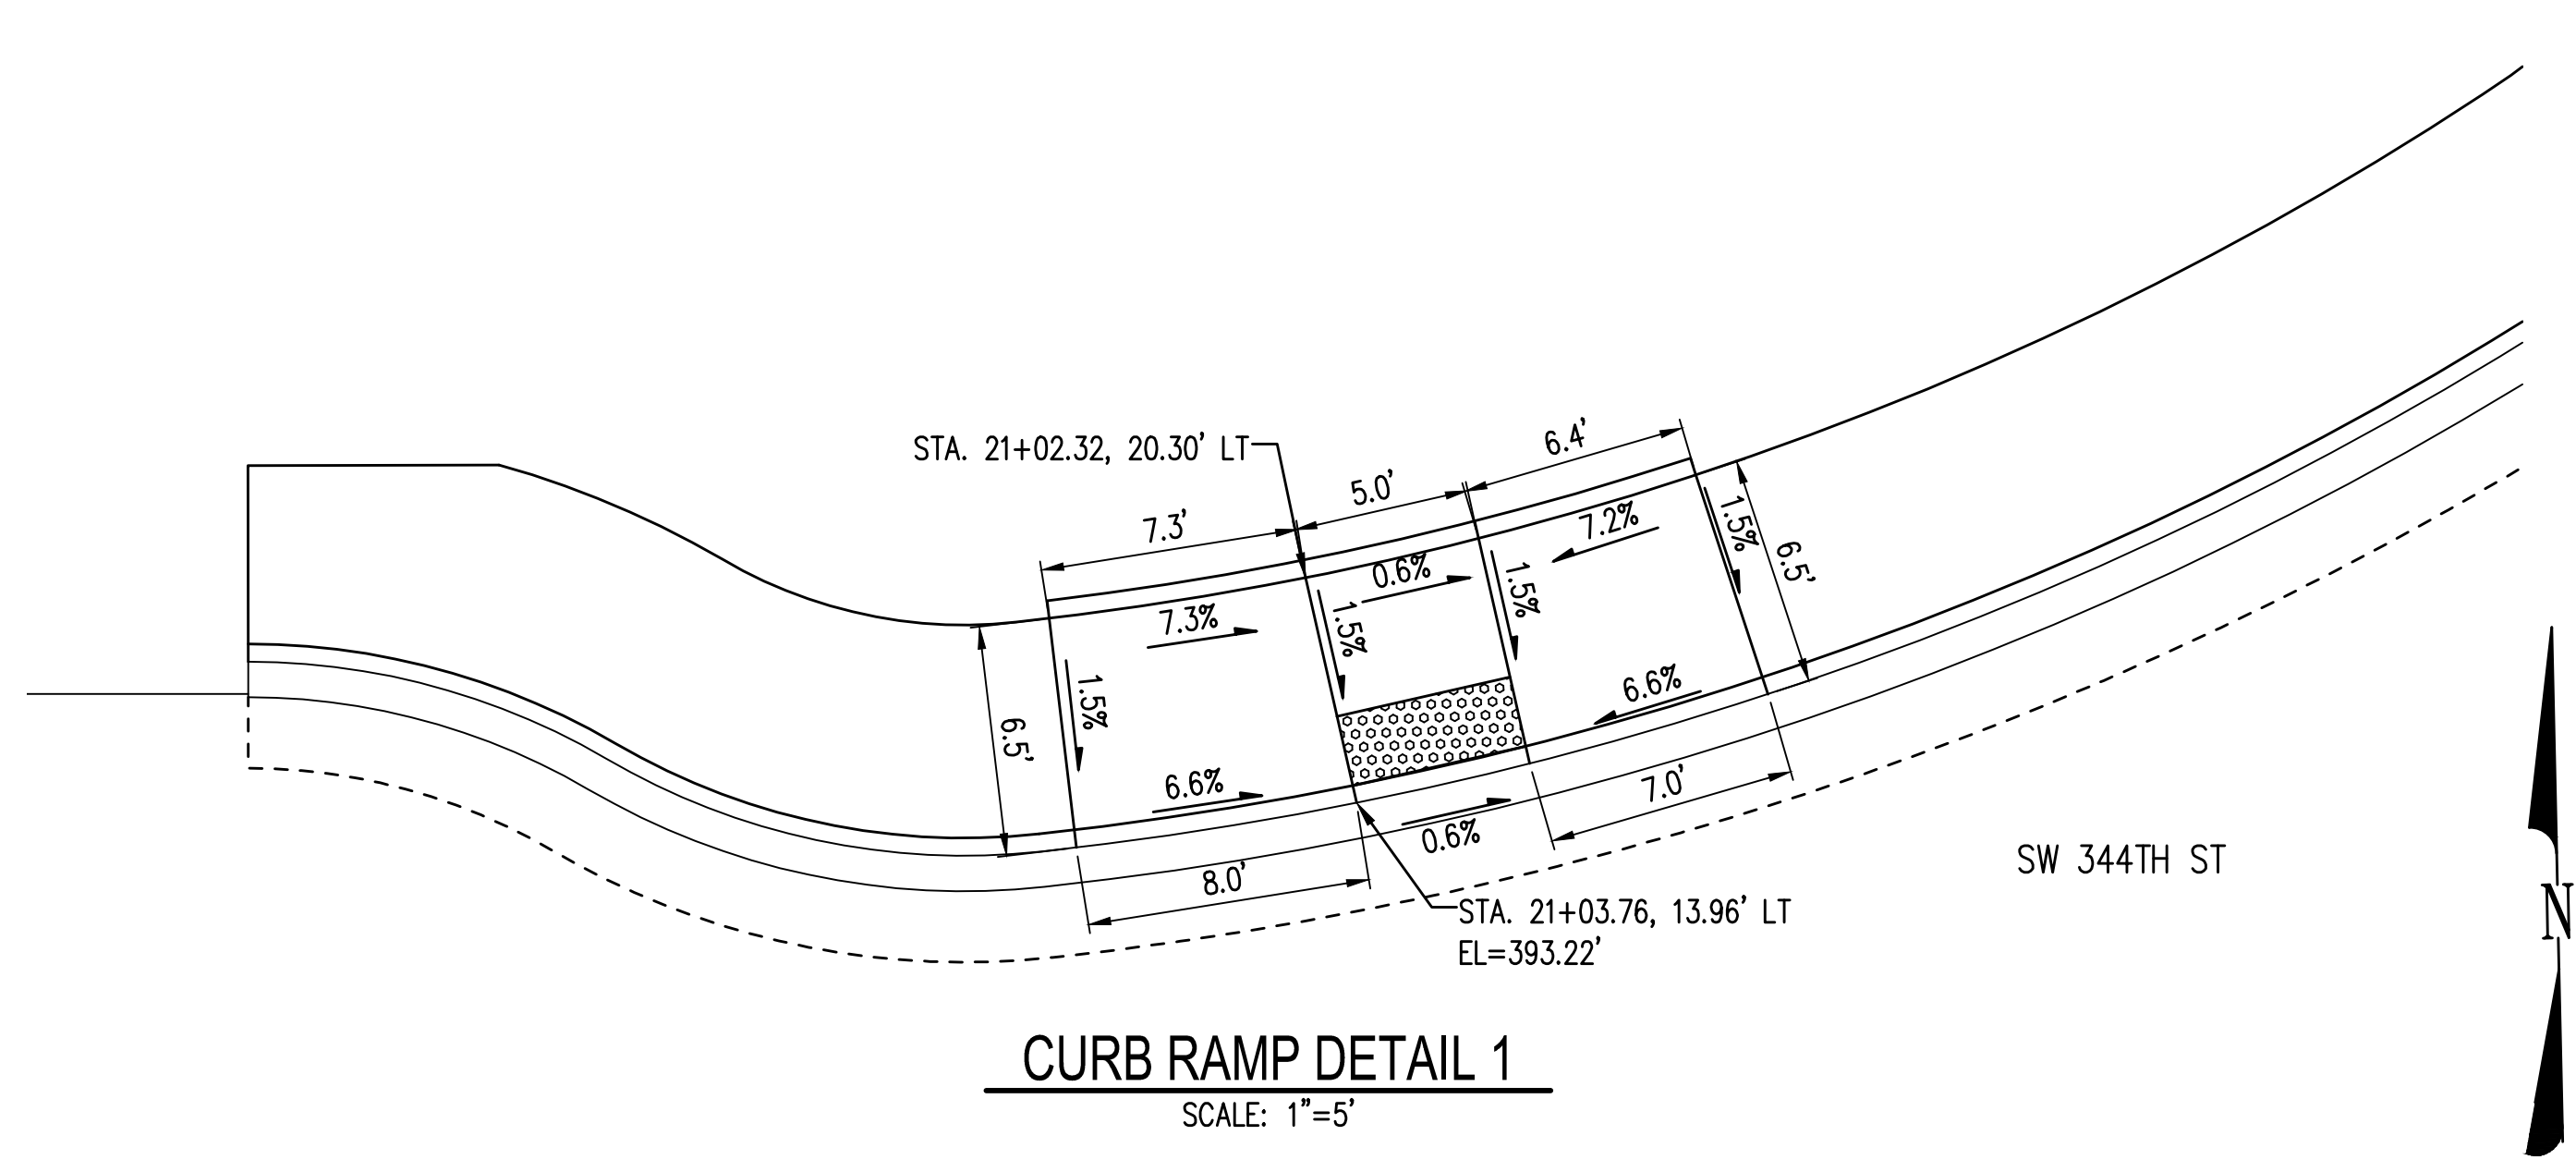 STA. 21+02.32, 20.30' LT
6.4'
5.0'
7.3'
7.2%
1.5%
6.5'
0.6%
1.5%
7.3%
1.5%
1.5%
6.5'
6.6%
6.6%
7.0'
0.6%
8.0'
SW 344TH ST
STA. 21+03.76, 13.96' LT
EL=393.22'
N
CURB RAMP DETAIL 1
SCALE: 1"=5'